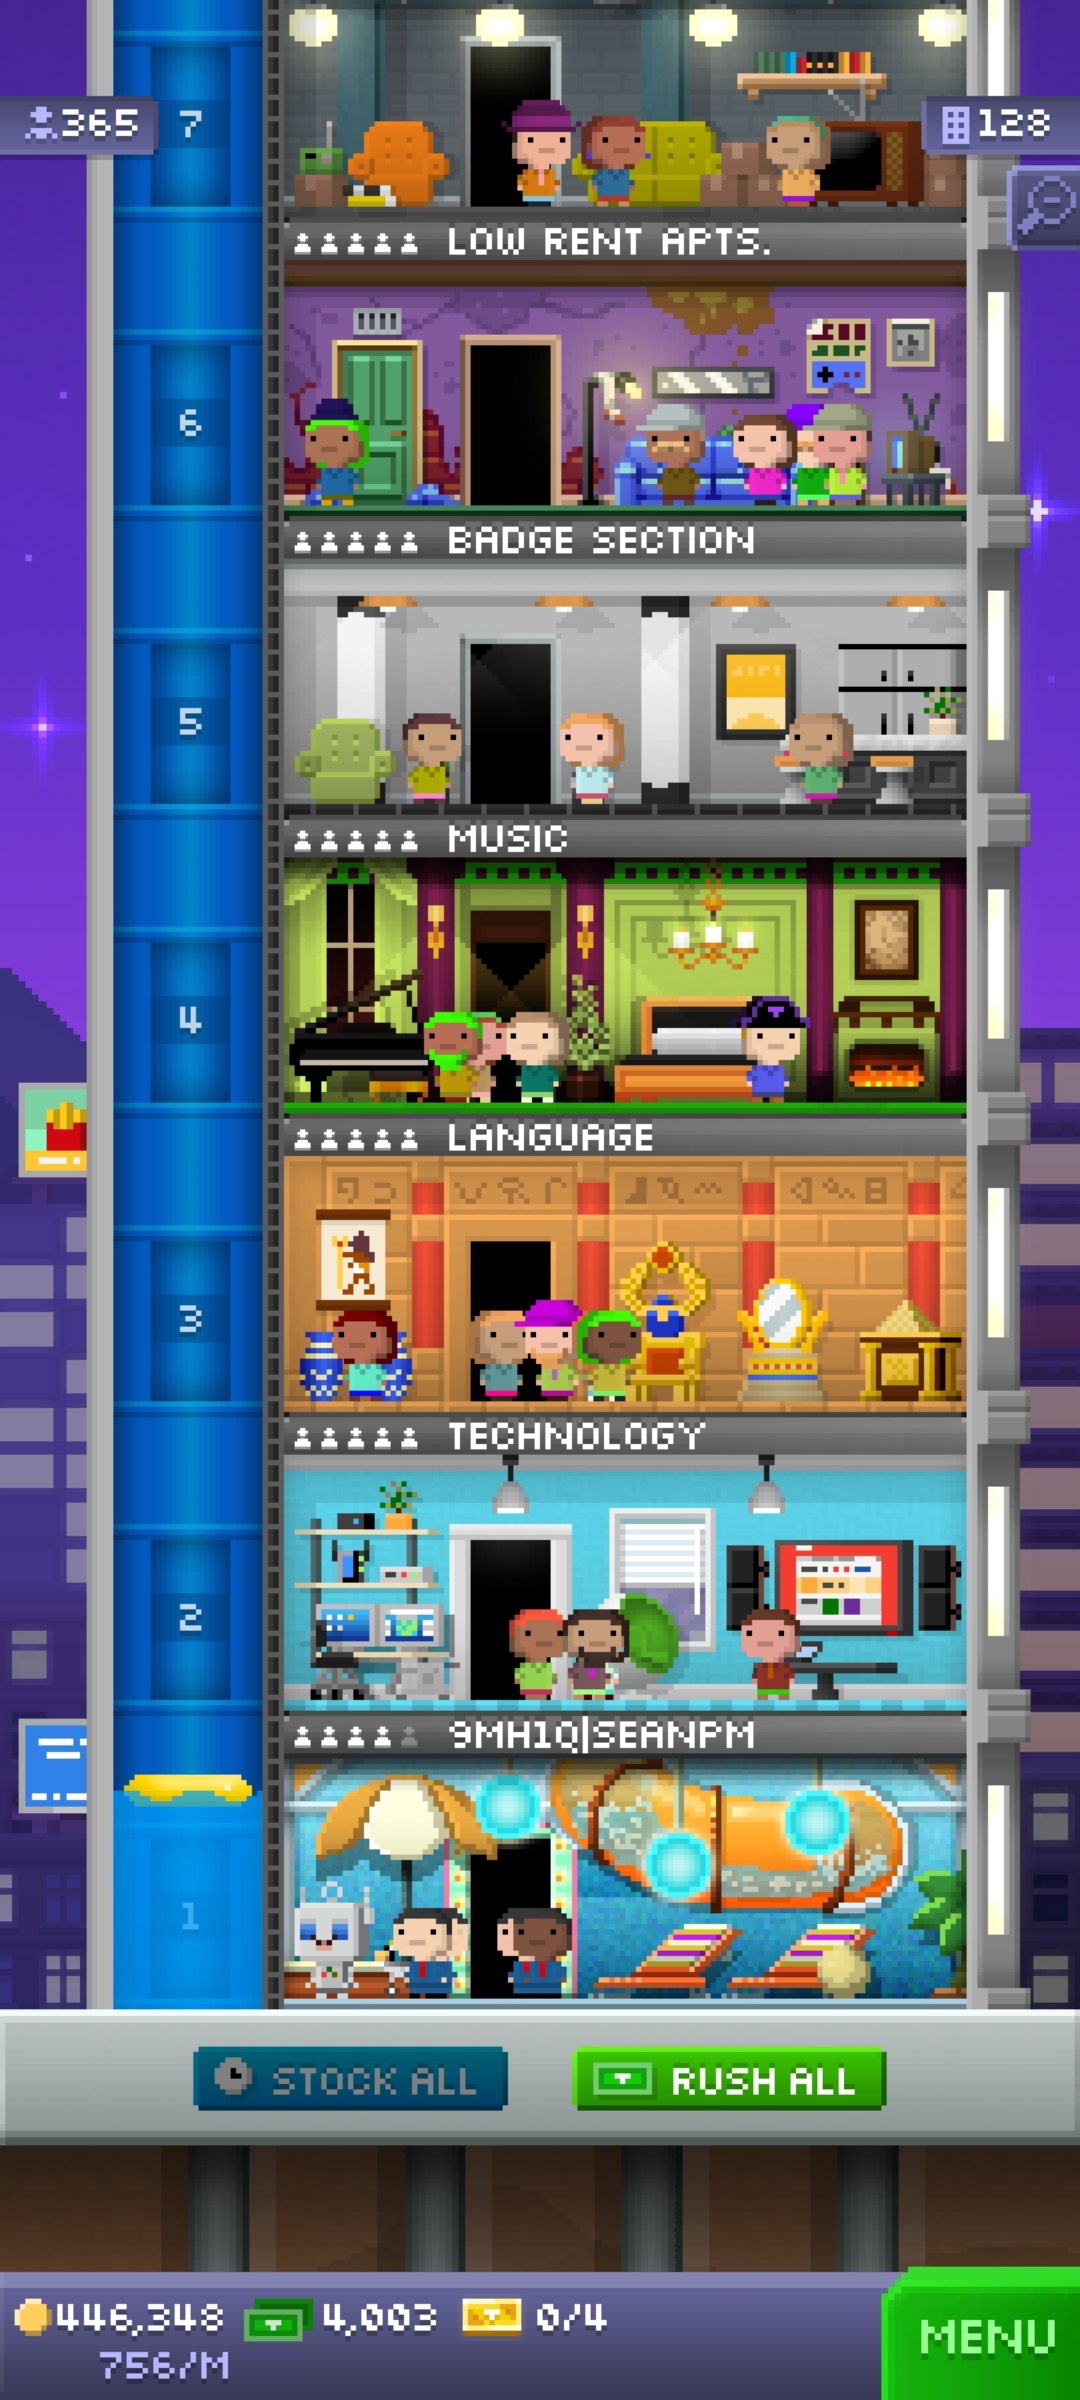 365
7
128
LOW RENT APTS.
6
BADGE SECTION
5
MUSIC
4
LANGUAGE
3
TECHNOLOGY
2
9MH1Q|SEANPM
1
STOCK ALL
RUSH ALL
446,348
4,003
0/4
756/M
MENU